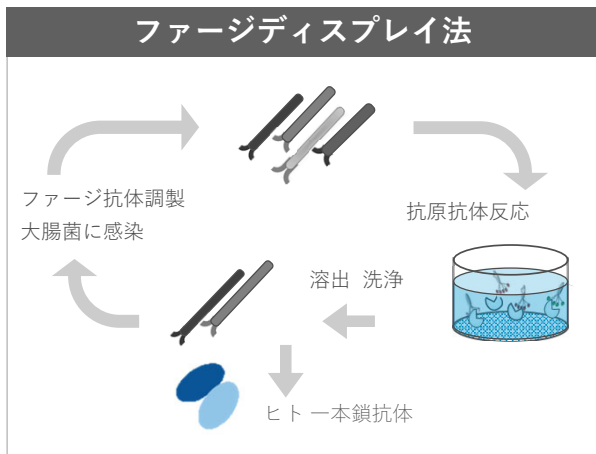 ファージディスプレイ法
ファージ抗体調製
大腸菌に感染
抗原抗体反応
溶出 洗浄
ヒト一本鎖抗体